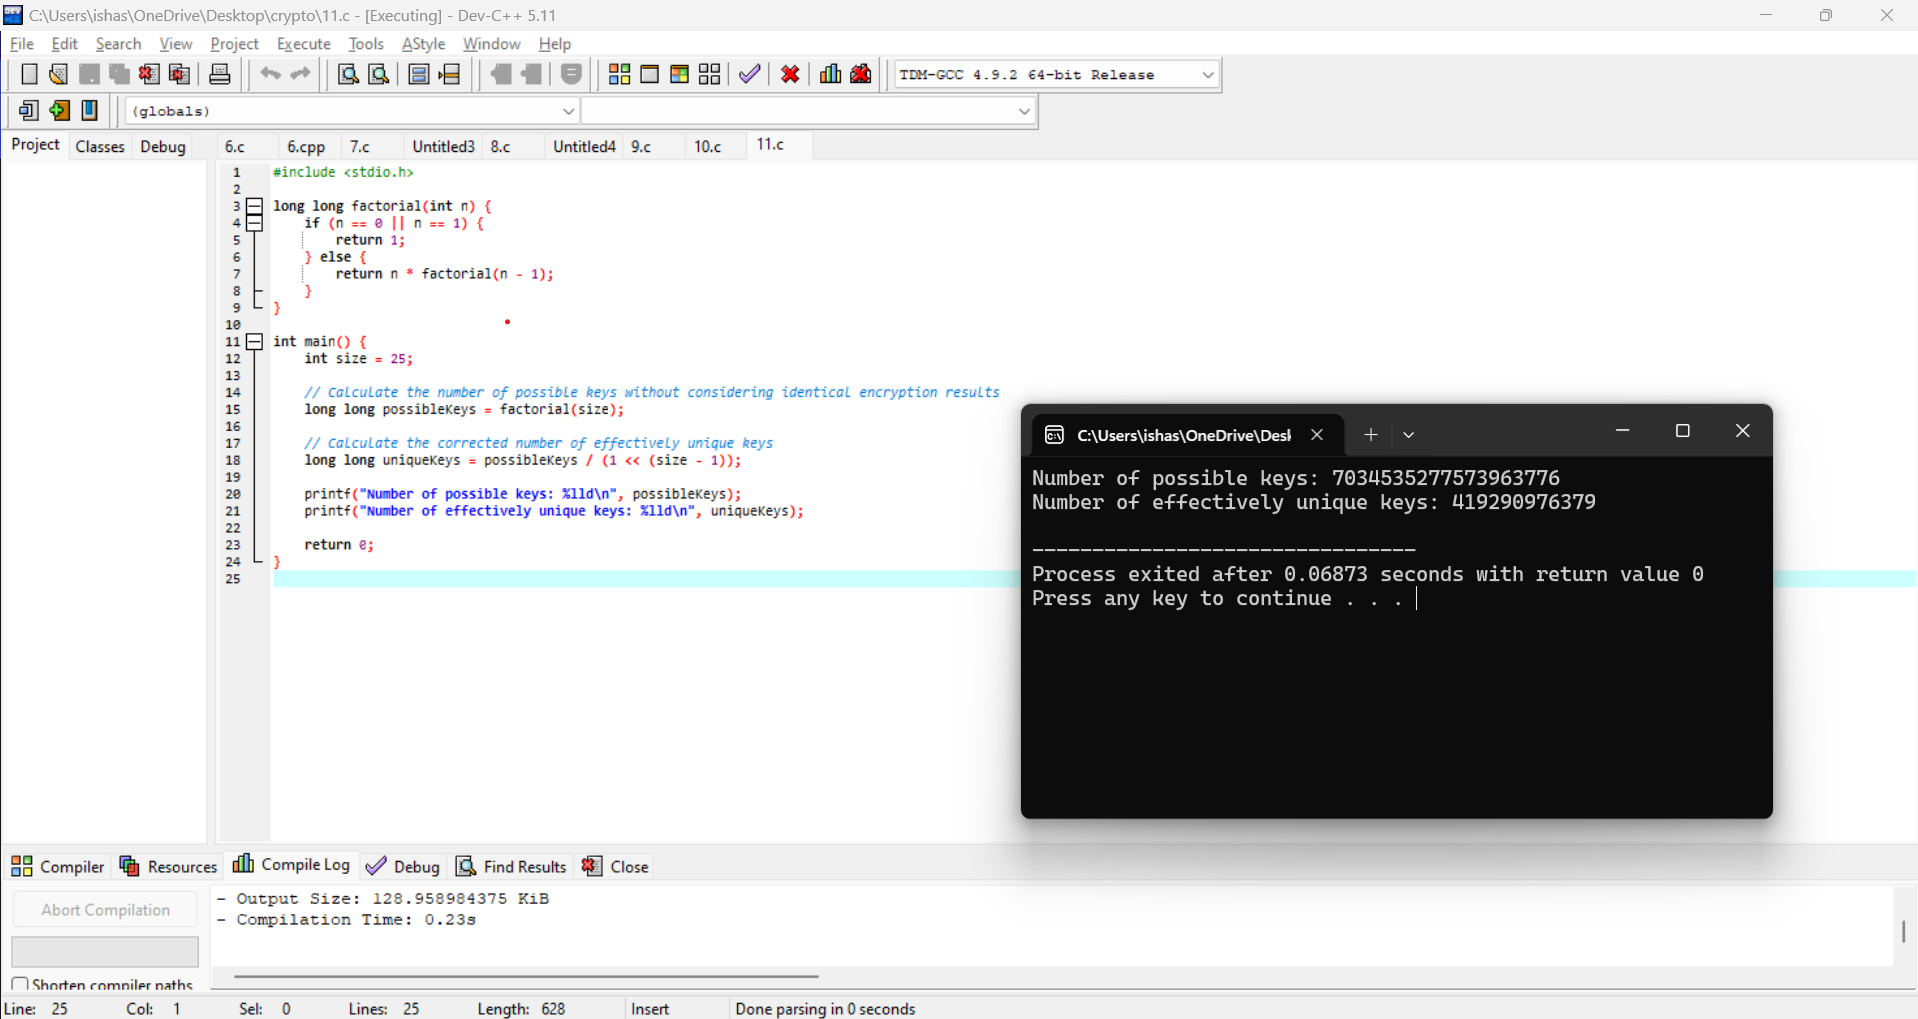 C:\Users\ishas\OneDrive\Desktop\crypto\11.c - [Executing] - Dev-C++ 5.11
File Edit Search View Project Execute Tools AStyle Window Help
TDM-GCC 4.9.2 64-bit Release
(globals)
Project Classes Debug
6.c 6.cpp 7.c Untitled3 8.c Untitled4 9.c 10.c 11.c
1 #include <stdio.h>
2
3 long long factorial(int n) {
4 if (n == 0 || n == 1) {
5 return 1;
6 } else {
7 return n * factorial(n - 1);
8 }
9 }
10
11 int main() {
12 int size = 25;
13
14 // Calculate the number of possible keys without considering identical encryption results
15 long long possibleKeys = factorial(size);
16
17 // Calculate the corrected number of effectively unique keys
18 long long uniqueKeys = possibleKeys / (1 << (size - 1));
19
20 printf("Number of possible keys: %lld\n", possibleKeys);
21 printf("Number of effectively unique keys: %lld\n", uniqueKeys);
22
23 return 0;
24 }
25
C:\Users\ishas\OneDrive\Desl
Number of possible keys: 7034535277573963776
Number of effectively unique keys: 419290976379
--------------------------------
Process exited after 0.06873 seconds with return value 0
Press any key to continue . . .
Compiler Resources Compile Log Debug Find Results Close
Abort Compilation
- Output Size: 128.958984375 KiB
- Compilation Time: 0.23s
Shorten compiler paths
Line: 25 Col: 1 Sel: 0 Lines: 25 Length: 628 Insert Done parsing in 0 seconds